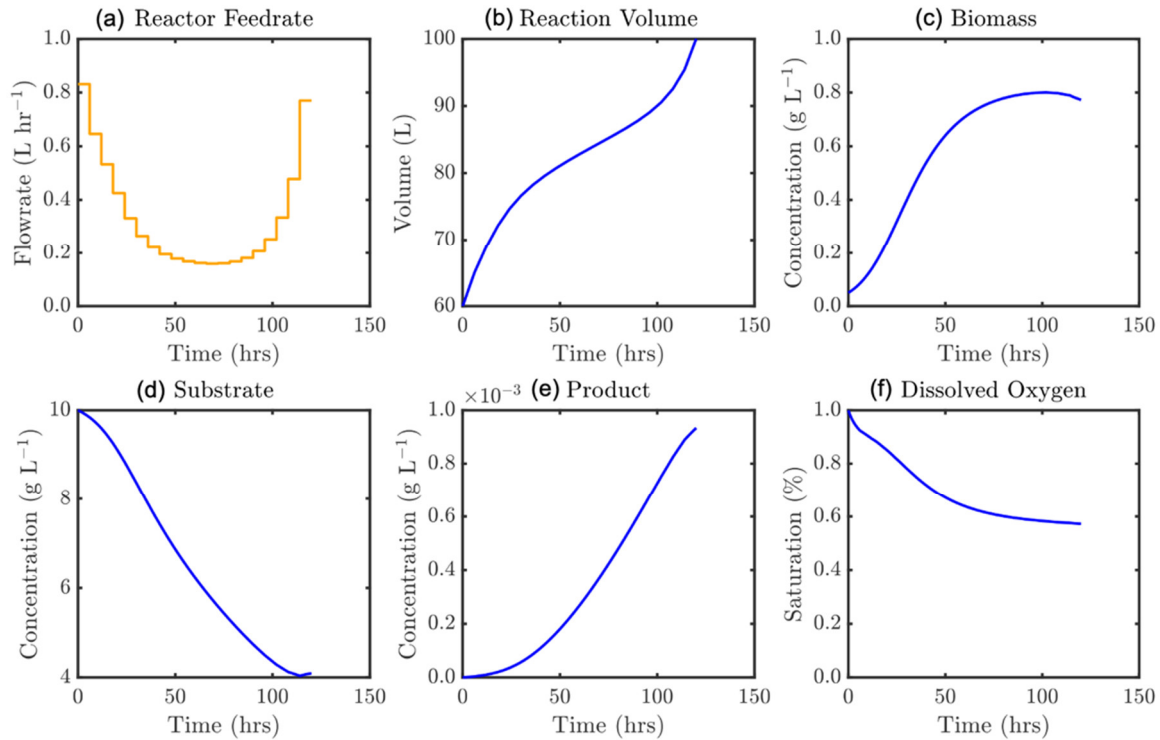 (a) Reactor Feedrate
1.0
0.8
0.6
0.4
0.2
0.0
Flowrate (L hr⁻¹)
0 50 100 150
Time (hrs)
(b) Reaction Volume
100
90
80
70
60
Volume (L)
0 50 100 150
Time (hrs)
(c) Biomass
1.0
0.8
0.6
0.4
0.2
0.0
Concentration (g L⁻¹)
0 50 100 150
Time (hrs)
(d) Substrate
10
8
6
4
Concentration (g L⁻¹)
0 50 100 150
Time (hrs)
×10⁻³ (e) Product
1.0
0.8
0.6
0.4
0.2
0.0
Concentration (g L⁻¹)
0 50 100 150
Time (hrs)
(f) Dissolved Oxygen
1.0
0.8
0.6
0.4
0.2
0.0
Saturation (%)
0 50 100 150
Time (hrs)